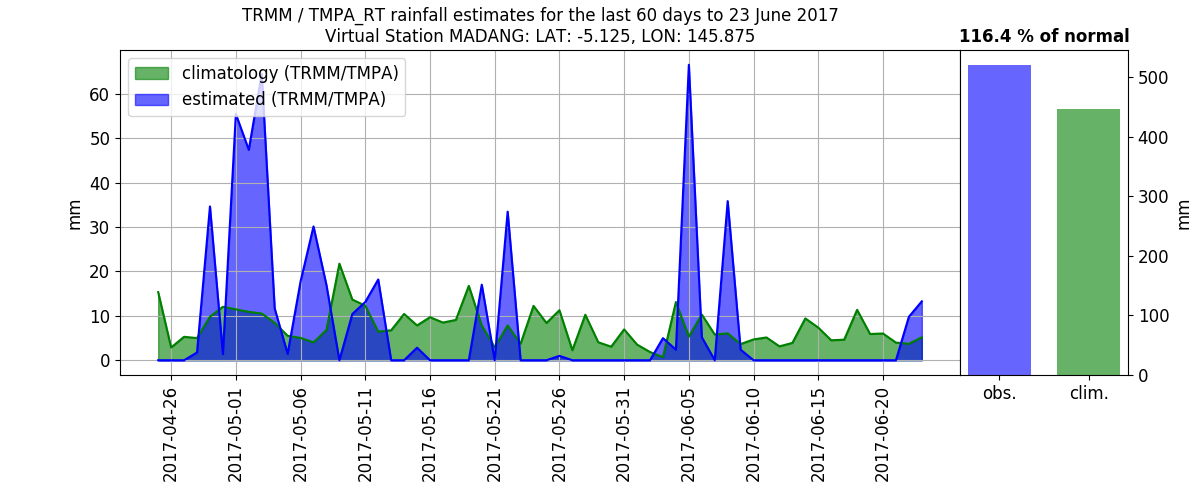 TRMM / TMPA_RT rainfall estimates for the last 60 days to 23 June 2017
Virtual Station MADANG: LAT: -5.125, LON: 145.875
116.4 % of normal
climatology (TRMM/TMPA)
estimated (TRMM/TMPA)
60
50
40
30
20
10
0
mm
2017-04-26
2017-05-01
2017-05-06
2017-05-11
2017-05-16
2017-05-21
2017-05-26
2017-05-31
2017-06-05
2017-06-10
2017-06-15
2017-06-20
500
400
300
200
100
0
mm
obs.
clim.